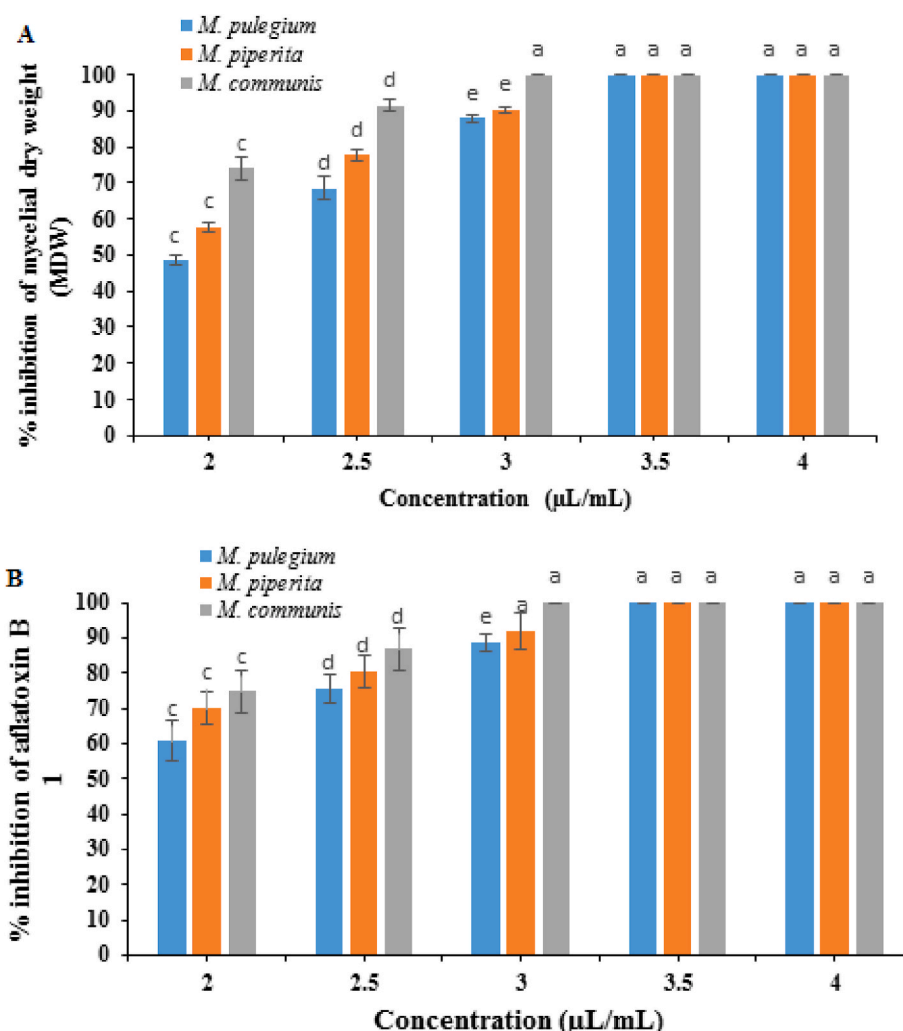 A
M. pulegium
M. piperita
M. communis
% inhibition of mycelial dry weight
(MDW)
100
90
80
70
60
50
40
30
20
10
0
c c c
d d d
e e a
a a a
a a a
2 2.5 3 3.5 4
Concentration (µL/mL)
B
M. pulegium
M. piperita
M. communis
% inhibition of aflatoxin B
1
100
90
80
70
60
50
40
30
20
10
0
c c c
d d d
e a a
a a a
a a a
2 2.5 3 3.5 4
Concentration (µL/mL)